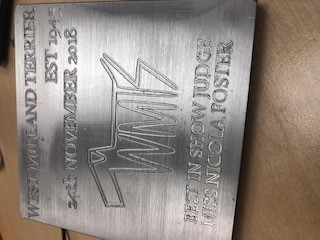 WEST MIDLAND TERRIER
EST 1945
24th NOVEMBER 2018
WMTS
BEST IN SHOW JUDGE
MISS NICOLA FOSTER